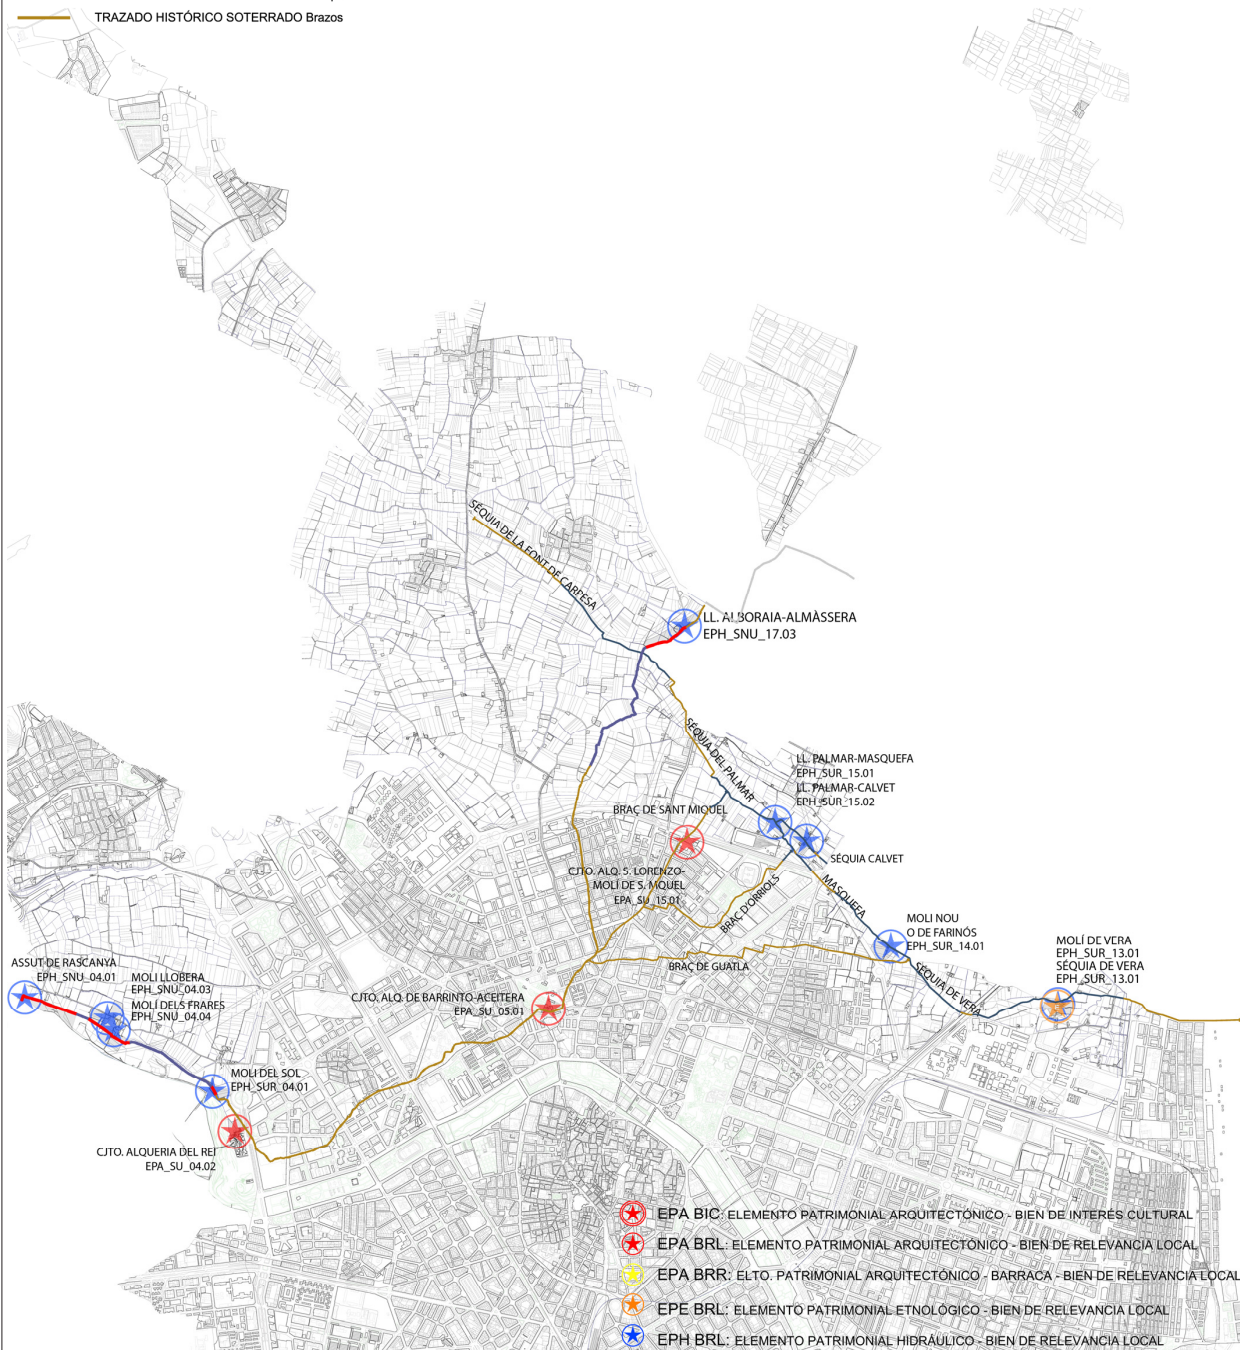 TRAZADO HISTÓRICO SOTERRADO Brazos
SÉQUIA DE LA FONT DE CARPESA
LL. ALBORAIA-ALMÀSSERA
EPH_SNU_17.03
SÉQUIA DEL PALMAR
LL. PALMAR-MASQUEFA
EPH_SUR_15.01
LL. PALMAR-CALVET
EPH_SUR_15.02
BRAÇ DE SANT MIQUEL
SÉQUIA CALVET
CJTO. ALQ. S. LORENZO-
MOLÍ DE S. MQUEL
EPA_SU_15.01
MASQUEFA
BRAÇ D'ORRIOLS
MOLI NOU
O DE FARINÓS
EPH_SUR_14.01
MOLÍ DE VERA
EPH_SUR_13.01
SÉQUIA DE VERA
EPH_SUR_13.01
BRAÇ DE GUATLA
SÉQUIA DE VERA
ASSUT DE RASCANYÀ
EPH_SNU_04.01
MOLI LLOBERA
EPH_SNU_04.03
MOLÍ DELS FRARES
EPH_SNU_04.04
CJTO. ALQ. DE BARRINTO-ACEITERA
EPA_SU_05.01
MOLI DEL SOL
EPH_SUR_04.01
CJTO. ALQUERIA DEL REI
EPA_SU_04.02
EPA BIC: ELEMENTO PATRIMONIAL ARQUITECTÓNICO - BIEN DE INTERÉS CULTURAL
EPA BRL: ELEMENTO PATRIMONIAL ARQUITECTÓNICO - BIEN DE RELEVANCIA LOCAL
EPA BRR: ELTO. PATRIMONIAL ARQUITECTÓNICO - BARRACA - BIEN DE RELEVANCIA LOCAL
EPE BRL: ELEMENTO PATRIMONIAL ETNOLÓGICO - BIEN DE RELEVANCIA LOCAL
EPH BRL: ELEMENTO PATRIMONIAL HIDRÁULICO - BIEN DE RELEVANCIA LOCAL